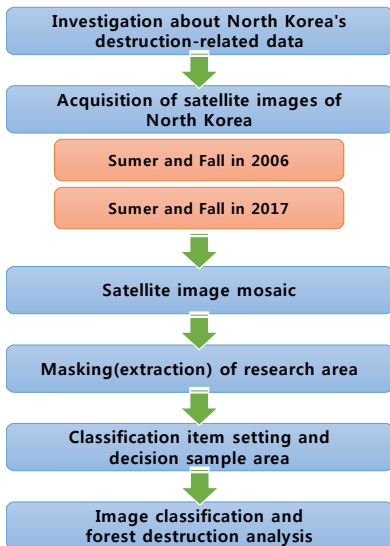 Investigation about North Korea's
destruction-related data
Acquisition of satellite images of
North Korea
Sumer and Fall in 2006
Sumer and Fall in 2017
Satellite image mosaic
Masking(extraction) of research area
Classification item setting and
decision sample area
Image classification and
forest destruction analysis